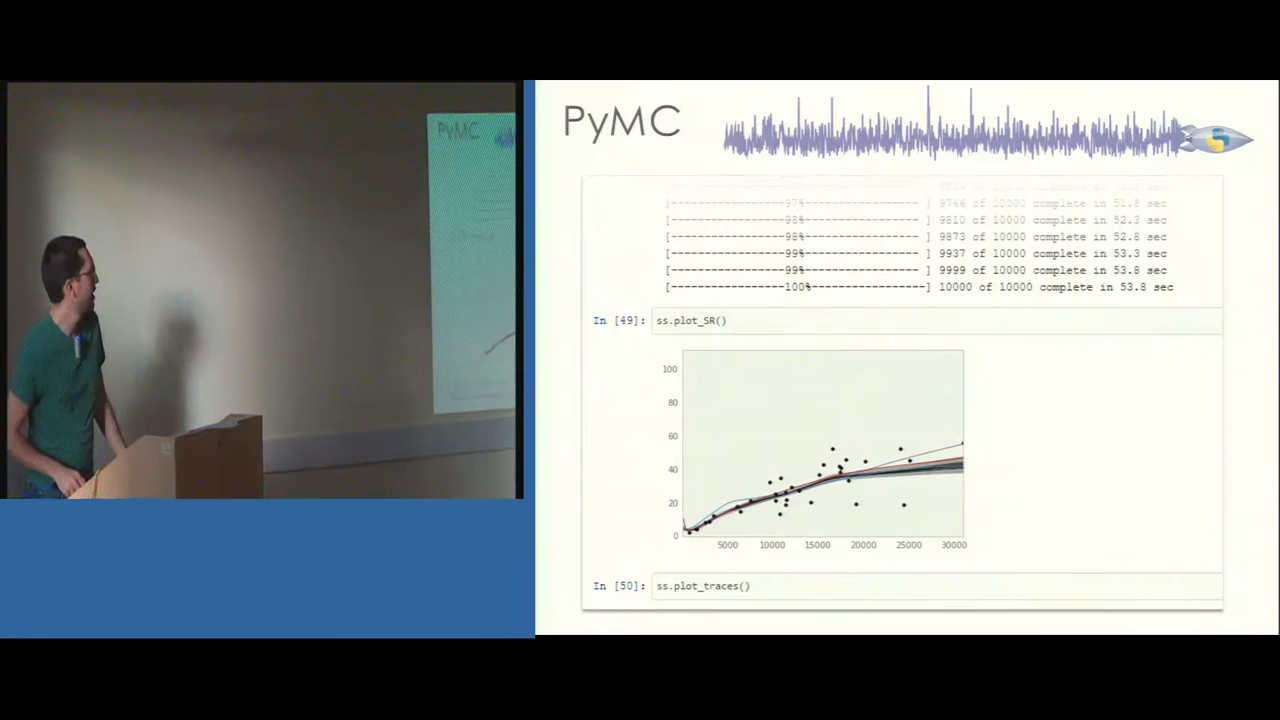 PyMC
PyMC
[------------------97%------------------ ] 9746 of 10000 complete in 51.8 sec
[------------------98%------------------ ] 9810 of 10000 complete in 52.3 sec
[------------------98%------------------ ] 9873 of 10000 complete in 52.8 sec
[------------------99%------------------ ] 9937 of 10000 complete in 53.3 sec
[------------------99%------------------ ] 9999 of 10000 complete in 53.8 sec
[-----------------100%-----------------] 10000 of 10000 complete in 53.8 sec
In [49]: ss.plot_SR()
100
80
60
40
20
0
5000 10000 15000 20000 25000 30000
In [50]: ss.plot_traces()